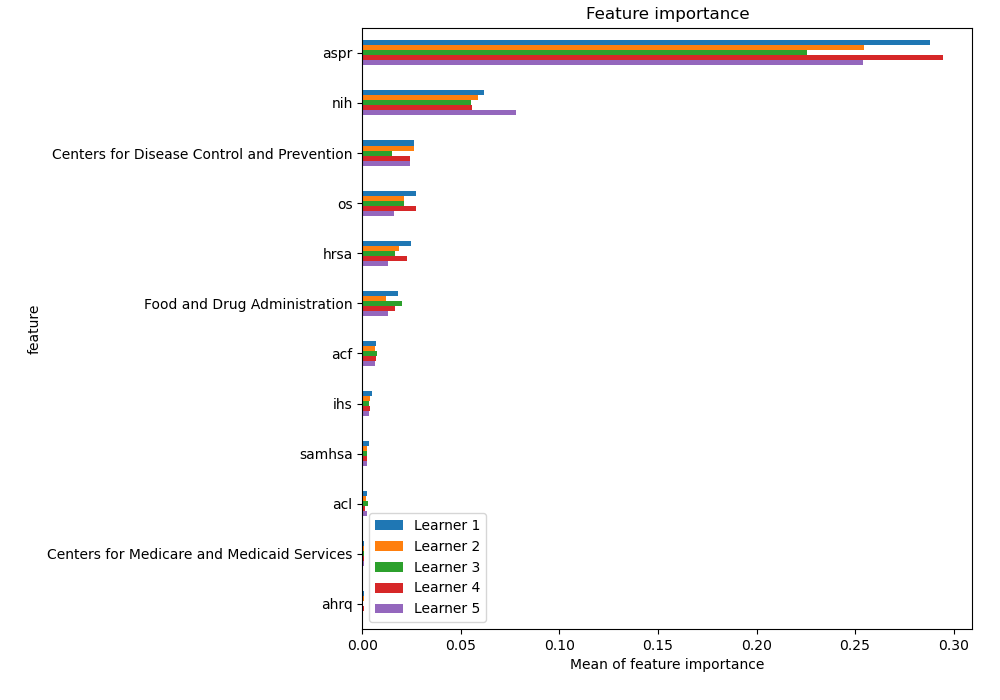 Feature importance
feature
aspr
nih
Centers for Disease Control and Prevention
os
hrsa
Food and Drug Administration
acf
ihs
samhsa
acl
Centers for Medicare and Medicaid Services
ahrq
Learner 1
Learner 2
Learner 3
Learner 4
Learner 5
0.00 0.05 0.10 0.15 0.20 0.25 0.30
Mean of feature importance